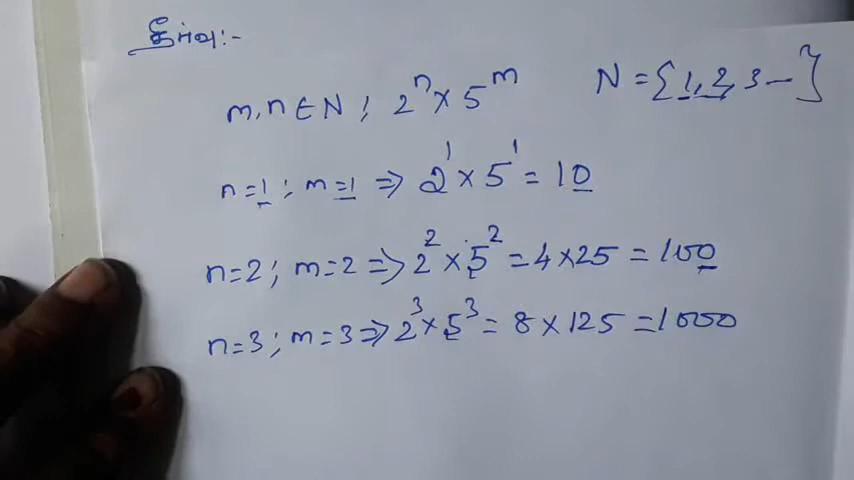 தீர்வு:-
m, n ∈ N ; 2ⁿ × 5ᵐ N = {1, 2, 3 - }
n = 1 ; m = 1 ⇒ 2¹ × 5¹ = 10
n = 2 ; m = 2 ⇒ 2² × 5² = 4 × 25 = 100
n = 3 ; m = 3 ⇒ 2³ × 5³ = 8 × 125 = 1000